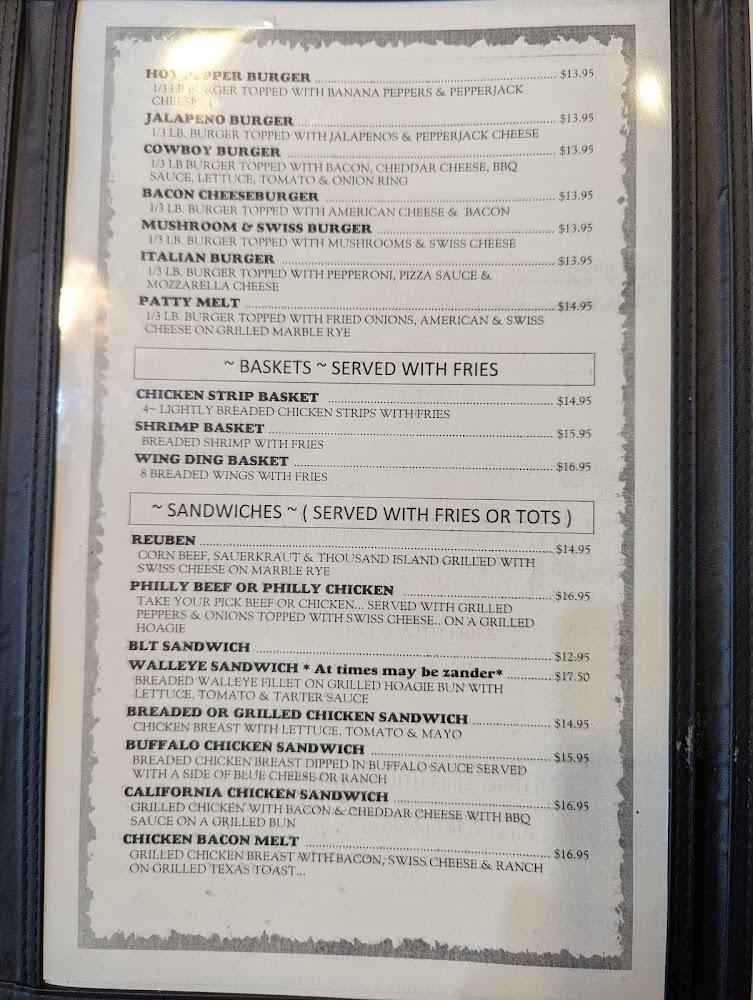 HOT PEPPER BURGER ........ $13.95
1/3 LB BURGER TOPPED WITH BANANA PEPPERS & PEPPERJACK
CHEESE
JALAPENO BURGER ........ $13.95
1/3 LB. BURGER TOPPED WITH JALAPENOS & PEPPERJACK CHEESE
COWBOY BURGER ........ $13.95
1/3 LB BURGER TOPPED WITH BACON, CHEDDAR CHEESE, BBQ
SAUCE, LETTUCE, TOMATO & ONION RING
BACON CHEESEBURGER ........ $13.95
1/3 LB. BURGER TOPPED WITH AMERICAN CHEESE & BACON
MUSHROOM & SWISS BURGER ........ $13.95
1/3 LB. BURGER TOPPED WITH MUSHROOMS & SWISS CHEESE
ITALIAN BURGER ........ $13.95
1/3 LB. BURGER TOPPED WITH PEPPERONI, PIZZA SAUCE &
MOZZARELLA CHEESE
PATTY MELT ........ $14.95
1/3 LB. BURGER TOPPED WITH FRIED ONIONS, AMERICAN & SWISS
CHEESE ON GRILLED MARBLE RYE
~ BASKETS ~ SERVED WITH FRIES
CHICKEN STRIP BASKET ........ $14.95
4~ LIGHTLY BREADED CHICKEN STRIPS WITH FRIES
SHRIMP BASKET ........ $15.95
BREADED SHRIMP WITH FRIES
WING DING BASKET ........ $16.95
8 BREADED WINGS WITH FRIES
~ SANDWICHES ~ ( SERVED WITH FRIES OR TOTS )
REUBEN ........ $14.95
CORN BEEF, SAUERKRAUT & THOUSAND ISLAND GRILLED WITH
SWISS CHEESE ON MARBLE RYE
PHILLY BEEF OR PHILLY CHICKEN ........ $16.95
TAKE YOUR PICK BEEF OR CHICKEN... SERVED WITH GRILLED
PEPPERS & ONIONS TOPPED WITH SWISS CHEESE.. ON A GRILLED
HOAGIE
BLT SANDWICH ........ $12.95
WALLEYE SANDWICH * At times may be zander* ........ $17.50
BREADED WALLEYE FILLET ON GRILLED HOAGIE BUN WITH
LETTUCE, TOMATO & TARTER SAUCE
BREADED OR GRILLED CHICKEN SANDWICH ........ $14.95
CHICKEN BREAST WITH LETTUCE, TOMATO & MAYO
BUFFALO CHICKEN SANDWICH ........ $15.95
BREADED CHICKEN BREAST DIPPED IN BUFFALO SAUCE SERVED
WITH A SIDE OF BLUE CHEESE OR RANCH
CALIFORNIA CHICKEN SANDWICH ........ $16.95
GRILLED CHICKEN WITH BACON & CHEDDAR CHEESE WITH BBQ
SAUCE ON A GRILLED BUN
CHICKEN BACON MELT ........ $16.95
GRILLED CHICKEN BREAST WITH BACON, SWISS CHEESE & RANCH
ON GRILLED TEXAS TOAST...